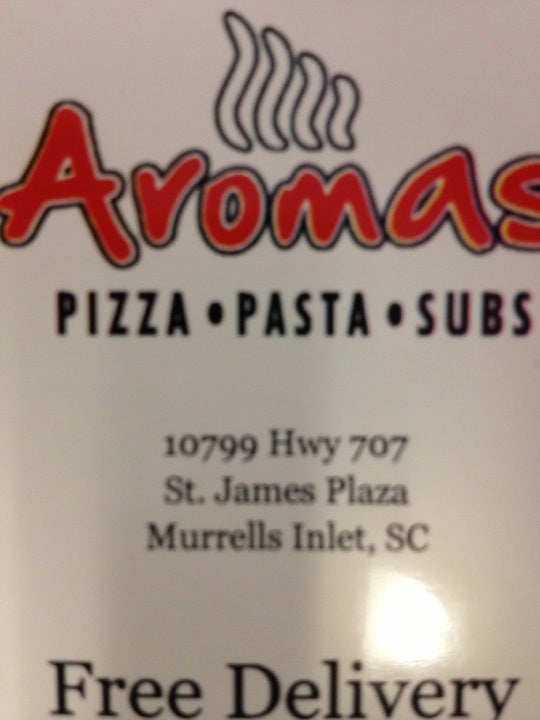 Aromas
PIZZA • PASTA • SUBS
10799 Hwy 707
St. James Plaza
Murrells Inlet, SC
Free Delivery